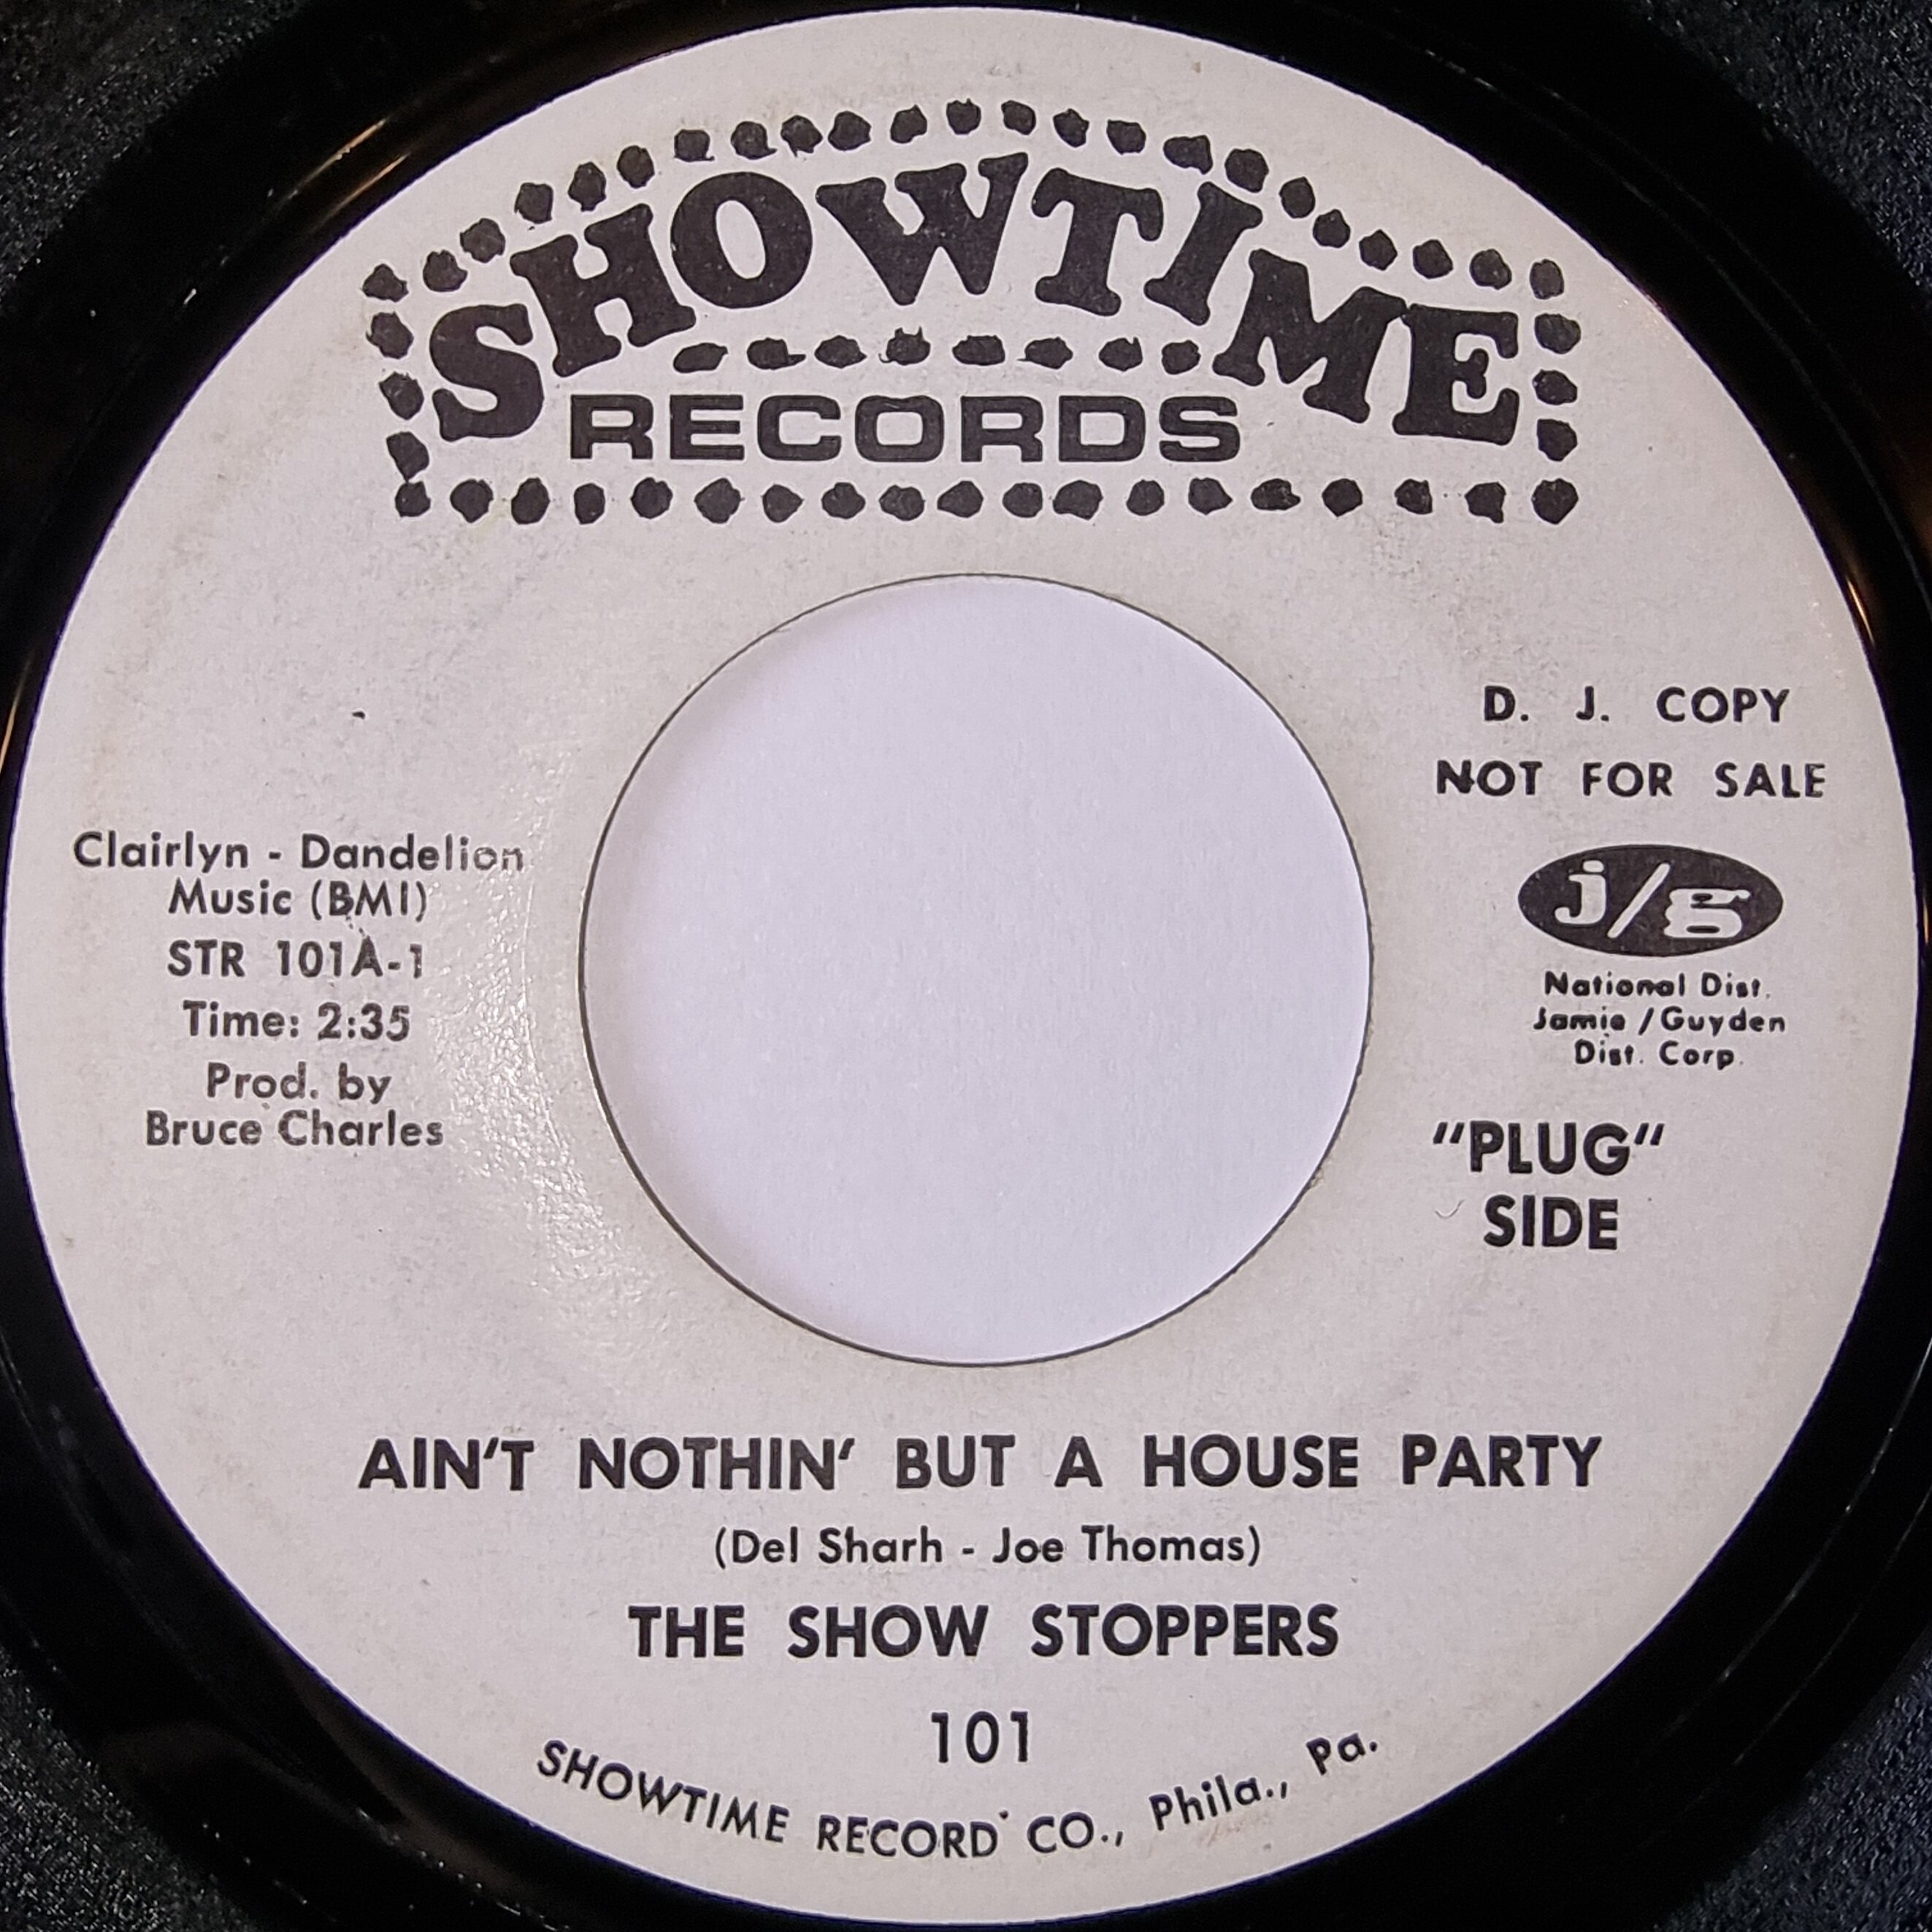 SHOWTIME
RECORDS
D. J. COPY
NOT FOR SALE
Clairlyn - Dandelion
Music (BMI)
STR 101A-1
Time: 2:35
Prod. by
Bruce Charles
j/g
National Dist.
Jamie / Guyden
Dist. Corp.
"PLUG"
SIDE
AIN'T NOTHIN' BUT A HOUSE PARTY
(Del Sharh - Joe Thomas)
THE SHOW STOPPERS
101
SHOWTIME RECORD CO., Phila., Pa.